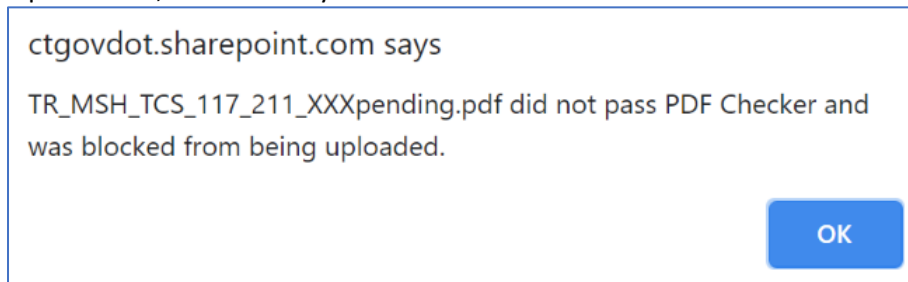 ctgovdot.sharepoint.com says
TR_MSH_TCS_117_211_XXXpending.pdf did not pass PDF Checker and
was blocked from being uploaded.
OK